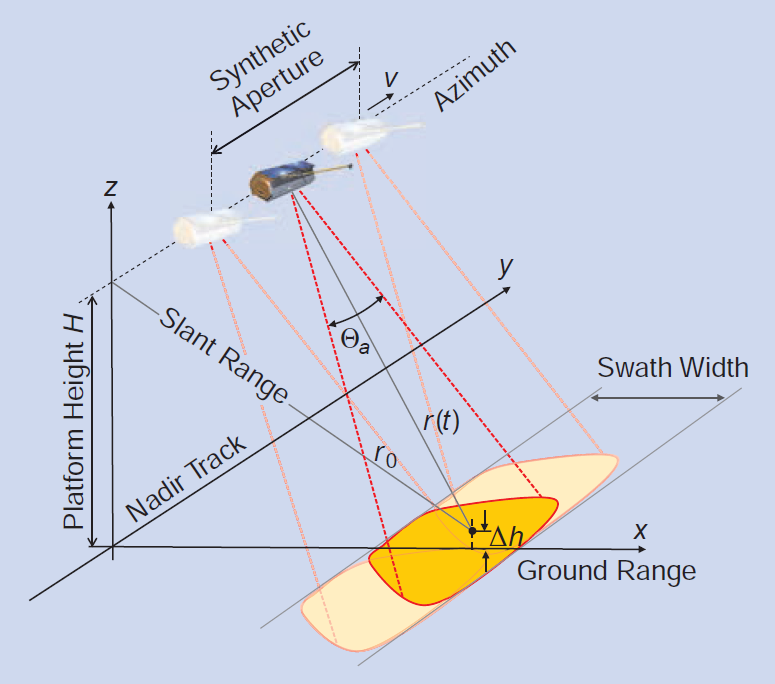 Synthetic
Aperture
v
Azimuth
z
y
Slant Range
Θa
Platform Height H
Swath Width
r(t)
r0
Nadir Track
x
Δh
Ground Range